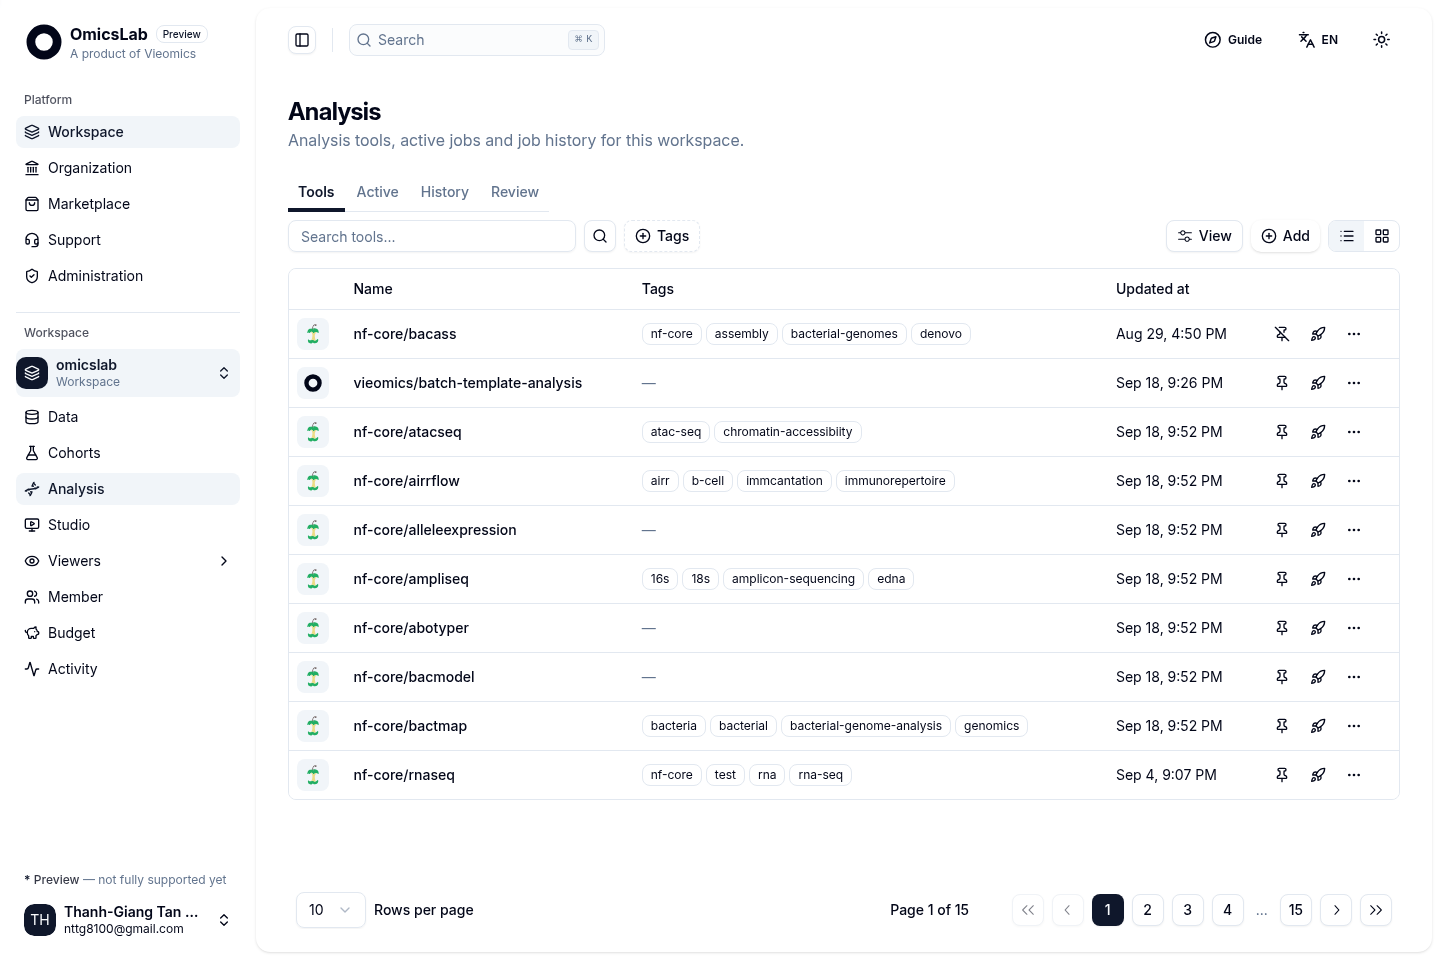 OmicsLab Preview
A product of Vieomics
Platform
Workspace
Organization
Marketplace
Support
Administration
Workspace
omicslab
Workspace
Data
Cohorts
Analysis
Studio
Viewers
Member
Budget
Activity
* Preview — not fully supported yet
TH
Thanh-Giang Tan ...
nttg8100@gmail.com
Search ⌘ K
Guide
EN
Analysis
Analysis tools, active jobs and job history for this workspace.
Tools Active History Review
Search tools... Tags View Add
Name Tags Updated at
nf-core/bacass nf-core assembly bacterial-genomes denovo Aug 29, 4:50 PM
vieomics/batch-template-analysis — Sep 18, 9:26 PM
nf-core/atacseq atac-seq chromatin-accessibiity Sep 18, 9:52 PM
nf-core/airrflow airr b-cell immcantation immunorepertoire Sep 18, 9:52 PM
nf-core/alleleexpression — Sep 18, 9:52 PM
nf-core/ampliseq 16s 18s amplicon-sequencing edna Sep 18, 9:52 PM
nf-core/abotyper — Sep 18, 9:52 PM
nf-core/bacmodel — Sep 18, 9:52 PM
nf-core/bactmap bacteria bacterial bacterial-genome-analysis genomics Sep 18, 9:52 PM
nf-core/rnaseq nf-core test rna rna-seq Sep 4, 9:07 PM
10 Rows per page Page 1 of 15 1 2 3 4 ... 15